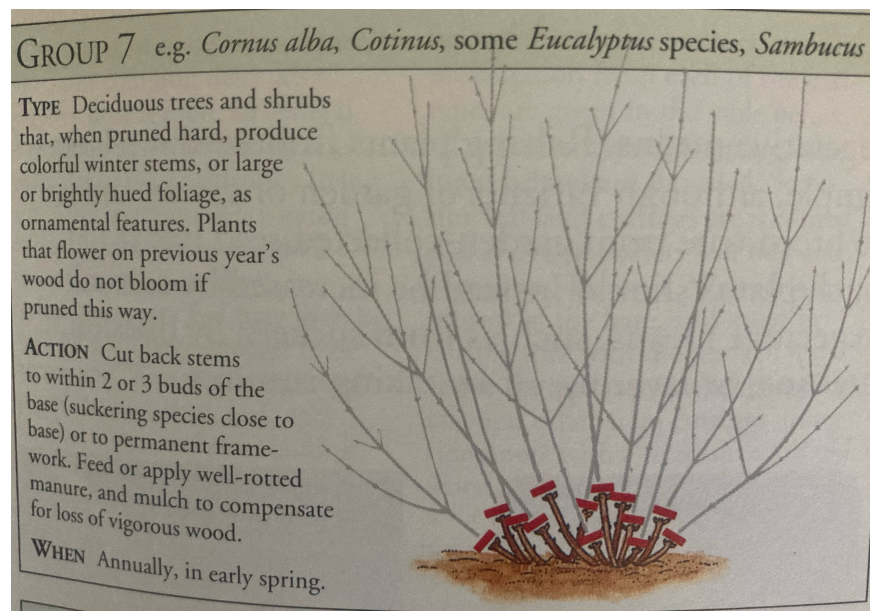 GROUP 7 e.g. Cornus alba, Cotinus, some Eucalyptus species, Sambucus
TYPE Deciduous trees and shrubs
that, when pruned hard, produce
colorful winter stems, or large
or brightly hued foliage, as
ornamental features. Plants
that flower on previous year's
wood do not bloom if
pruned this way.
ACTION Cut back stems
to within 2 or 3 buds of the
base (suckering species close to
base) or to permanent frame-
work. Feed or apply well-rotted
manure, and mulch to compensate
for loss of vigorous wood.
WHEN Annually, in early spring.